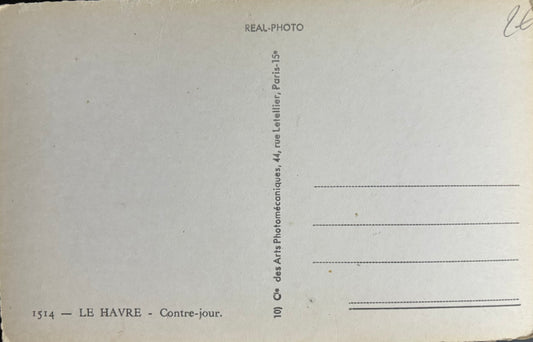 REAL-PHOTO
10) Cie des Arts Photomécaniques, 44, rue Letellier, Paris-15e
1514 — LE HAVRE - Contre-jour.